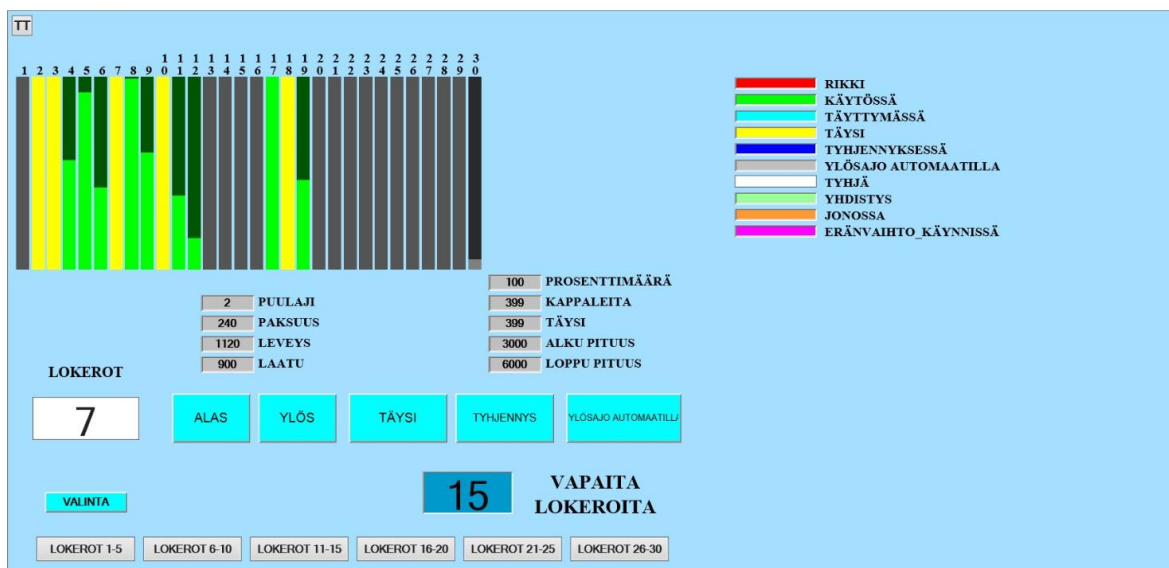 TT
1 2 3 4 5 6 7 8 9 10 11 12 13 14 15 16 17 18 19 20 21 22 23 24 25 26 27 28 29 30
RIKKI
KÄYTÖSSÄ
TÄYTTYMÄSSÄ
TÄYSI
TYHJENNYKSESSÄ
YLÖSAJO AUTOMAATILLA
TYHJÄ
YHDISTYS
JONOSSA
ERÄNVAIHTO_KÄYNNISSÄ
2 PUULAJI
240 PAKSUUS
1120 LEVEYS
900 LAATU
100 PROSENTTIMÄÄRÄ
399 KAPPALEITA
399 TÄYSI
3000 ALKU PITUUS
6000 LOPPU PITUUS
LOKEROT
7
ALAS YLÖS TÄYSI TYHJENNYS YLÖSAJO AUTOMAATILLA
VALINTA
15
VAPAITA
LOKEROITA
LOKEROT 1-5 LOKEROT 6-10 LOKEROT 11-15 LOKEROT 16-20 LOKEROT 21-25 LOKEROT 26-30